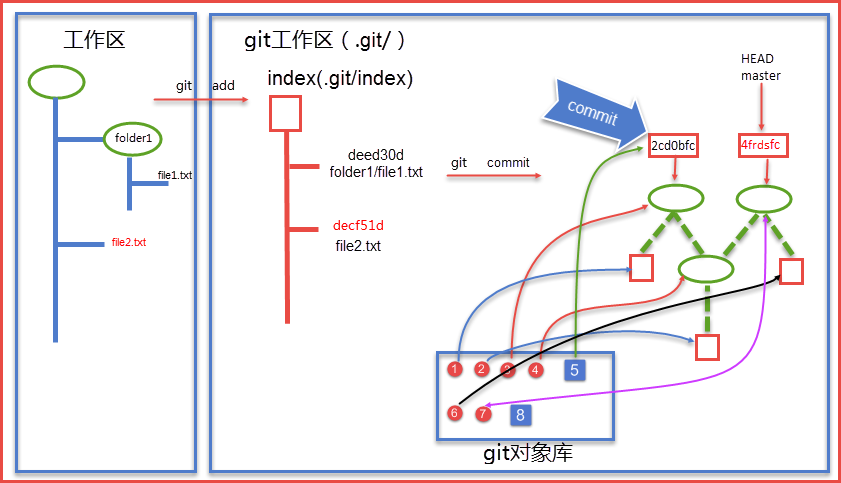 工作区
git工作区（.git/ ）
folder1
file1.txt
file2.txt
git add
index(.git/index)
deed30d
folder1/file1.txt
decf51d
file2.txt
git commit
commit
HEAD
master
2cd0bfc
4frdsfc
1
2
3
4
5
6
7
8
git对象库